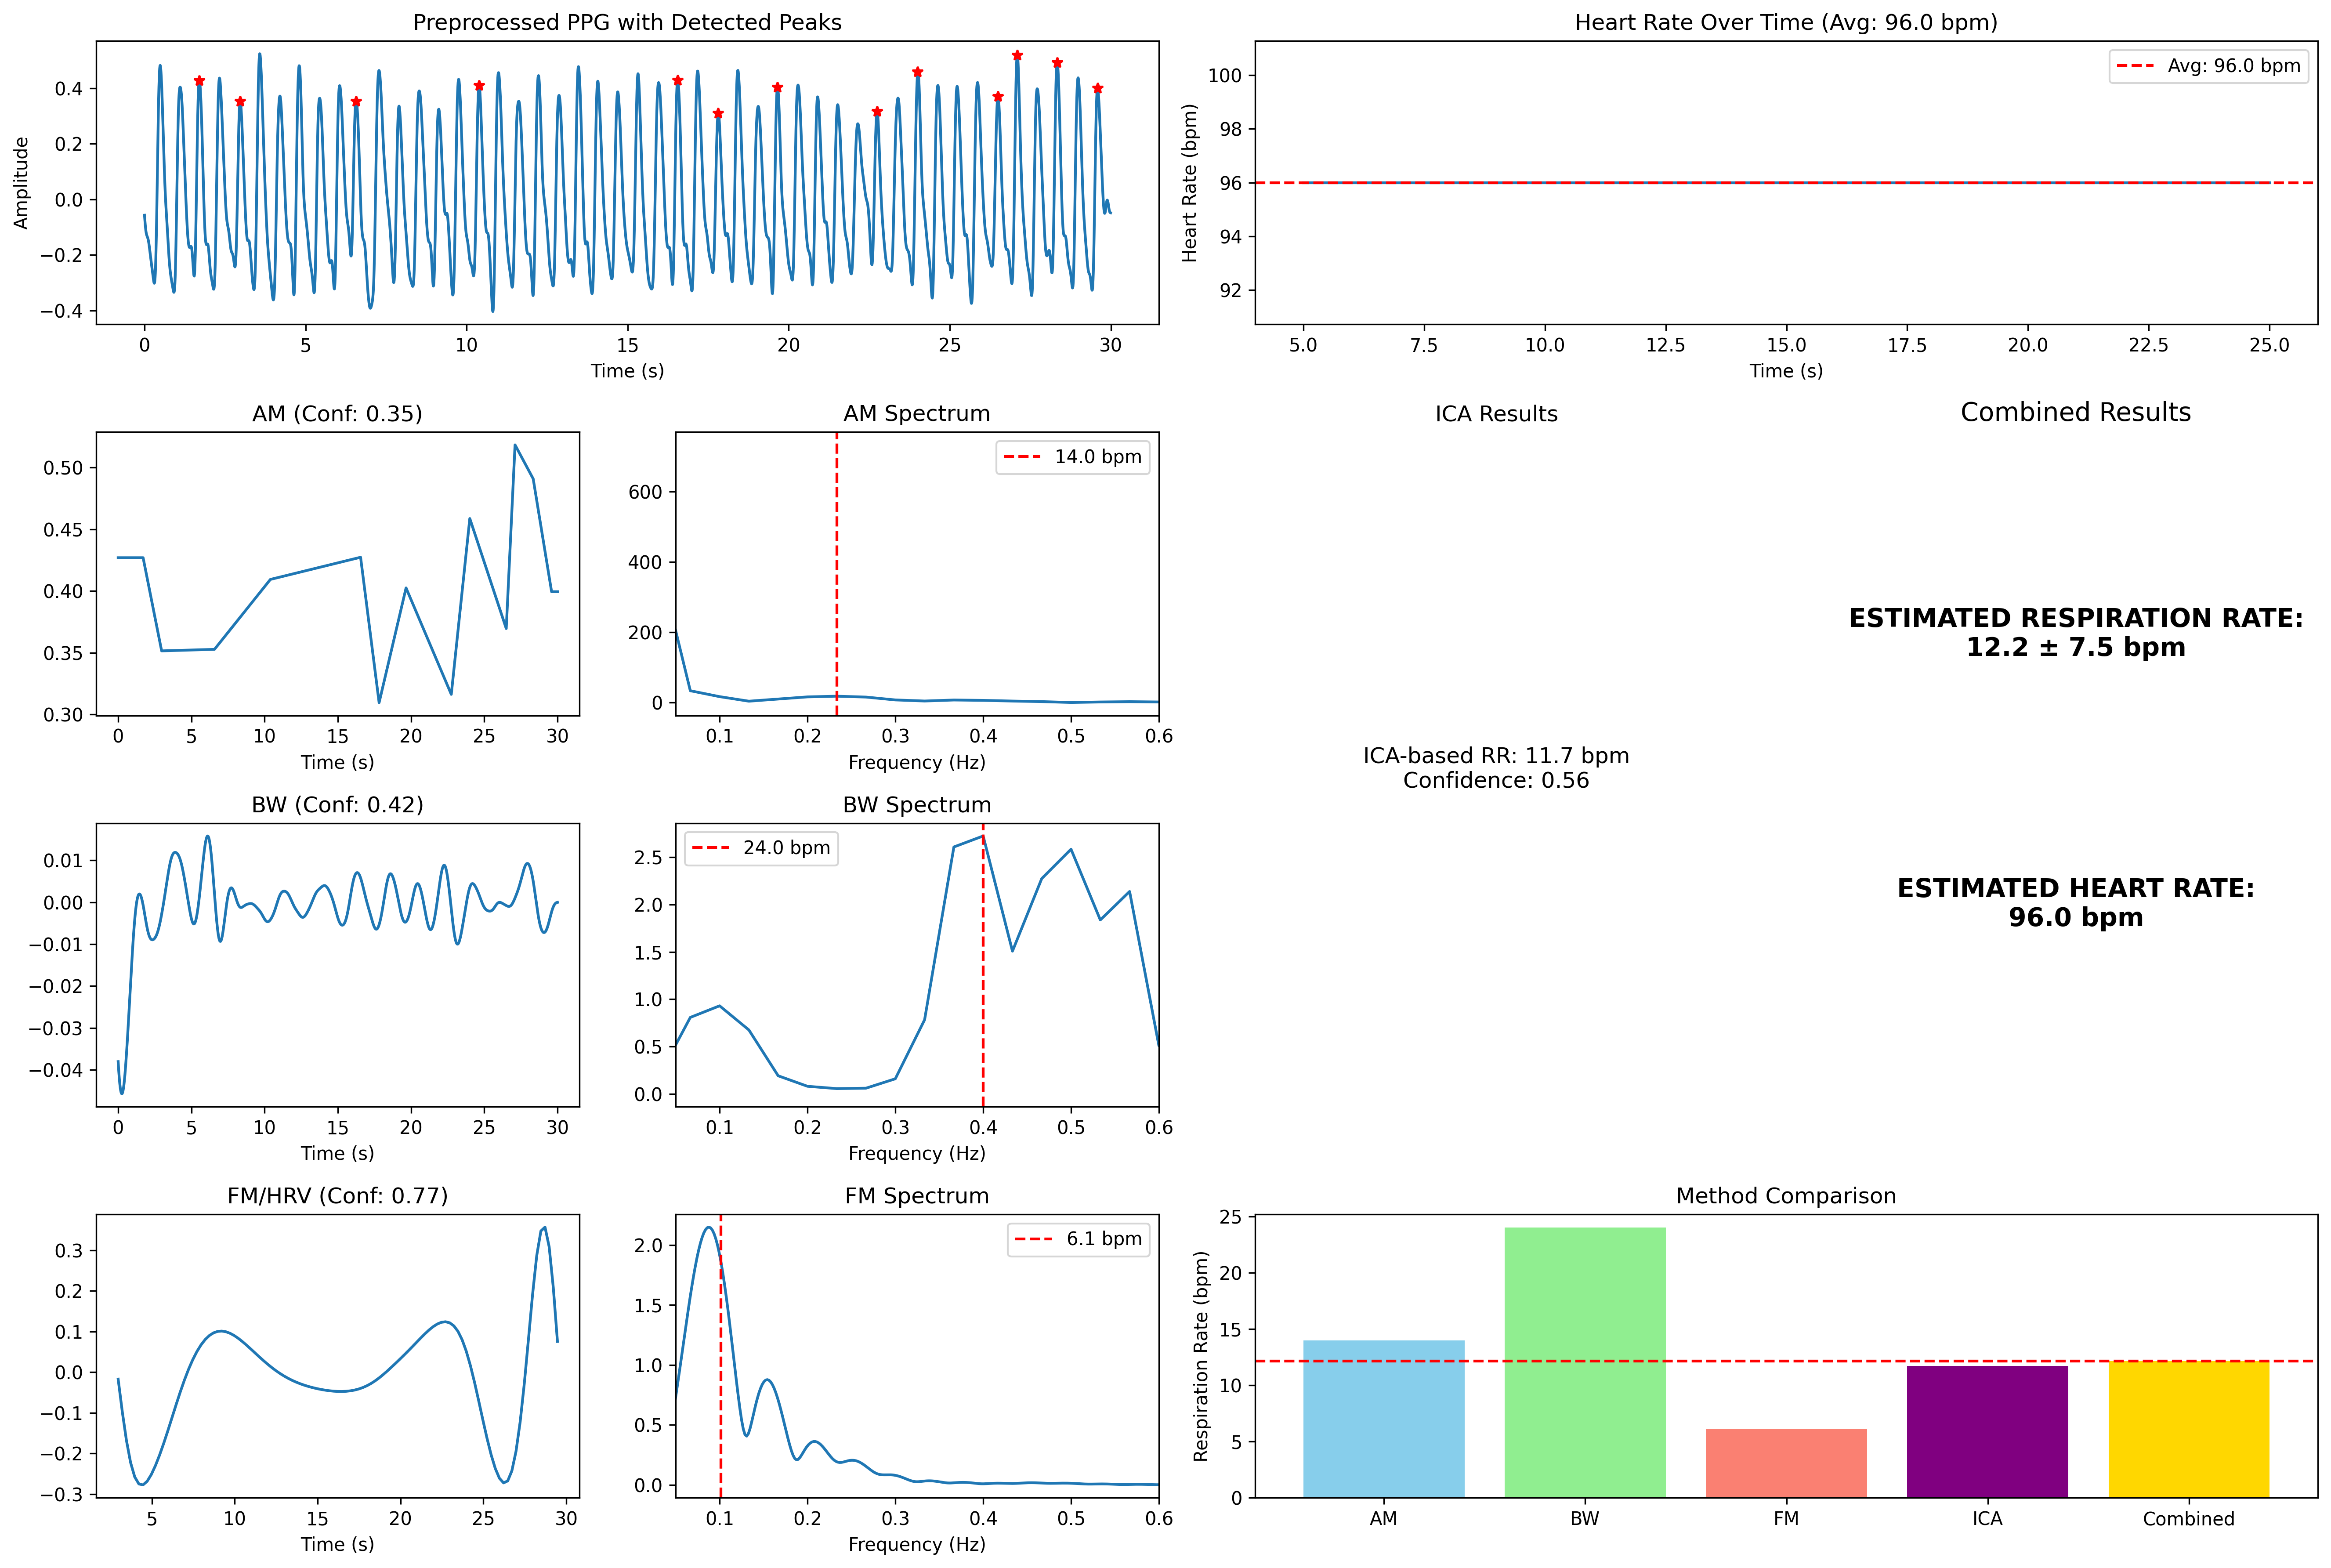 Preprocessed PPG with Detected Peaks
Amplitude
0.4
0.2
0.0
−0.2
−0.4
0 5 10 15 20 25 30
Time (s)
Heart Rate Over Time (Avg: 96.0 bpm)
Avg: 96.0 bpm
Heart Rate (bpm)
100
98
96
94
92
5.0 7.5 10.0 12.5 15.0 17.5 20.0 22.5 25.0
Time (s)
AM (Conf: 0.35)
0.50
0.45
0.40
0.35
0.30
0 5 10 15 20 25 30
Time (s)
AM Spectrum
14.0 bpm
600
400
200
0
0.1 0.2 0.3 0.4 0.5 0.6
Frequency (Hz)
ICA Results
ICA-based RR: 11.7 bpm
Confidence: 0.56
Combined Results
ESTIMATED RESPIRATION RATE:
12.2 ± 7.5 bpm
ESTIMATED HEART RATE:
96.0 bpm
BW (Conf: 0.42)
0.01
0.00
−0.01
−0.02
−0.03
−0.04
0 5 10 15 20 25 30
Time (s)
BW Spectrum
24.0 bpm
2.5
2.0
1.5
1.0
0.5
0.0
0.1 0.2 0.3 0.4 0.5 0.6
Frequency (Hz)
FM/HRV (Conf: 0.77)
0.3
0.2
0.1
0.0
−0.1
−0.2
−0.3
5 10 15 20 25 30
Time (s)
FM Spectrum
6.1 bpm
2.0
1.5
1.0
0.5
0.0
0.1 0.2 0.3 0.4 0.5 0.6
Frequency (Hz)
Method Comparison
Respiration Rate (bpm)
25
20
15
10
5
0
AM BW FM ICA Combined